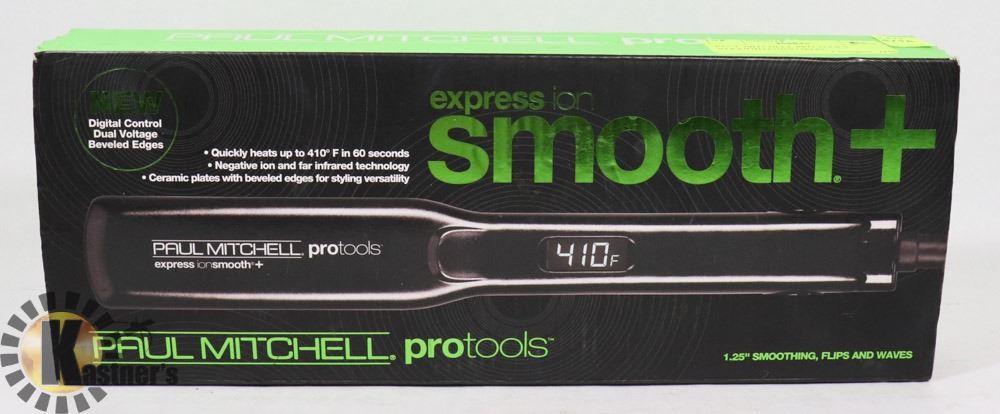 PAUL MITCHELL protools
NEW
Digital Control
Dual Voltage
Beveled Edges
express ion
smooth+
• Quickly heats up to 410° F in 60 seconds
• Negative ion and far infrared technology
• Ceramic plates with beveled edges for styling versatility
PAUL MITCHELL. protools™
express ionsmooth®+
410F
PAUL MITCHELL® protools™
1.25" SMOOTHING, FLIPS AND WAVES
Kastner's